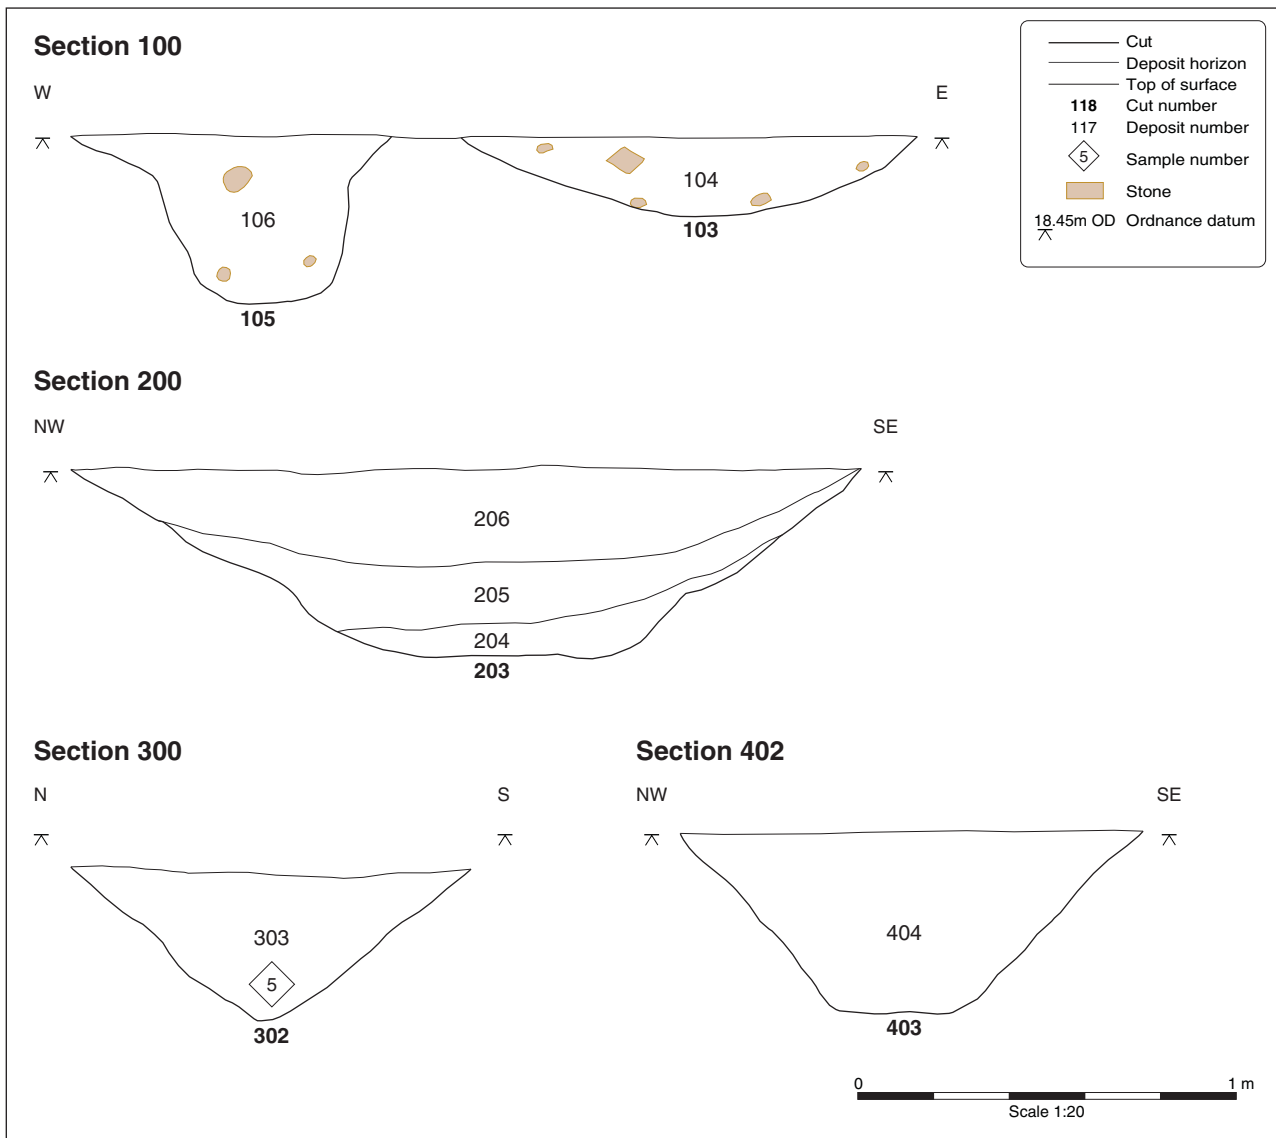 Section 100
W
E
106
104
103
105
Cut
Deposit horizon
Top of surface
118 Cut number
117 Deposit number
5 Sample number
Stone
18.45m OD Ordnance datum
Section 200
NW
SE
206
205
204
203
Section 300
N
S
303
5
302
Section 402
NW
SE
404
403
0 1 m
Scale 1:20